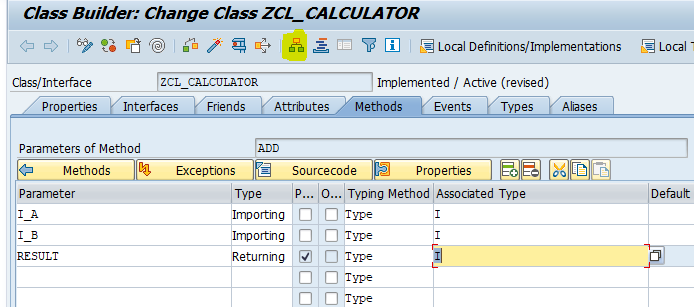 Class Builder: Change Class ZCL_CALCULATOR
Local Definitions/Implementations Local T
Class/Interface ZCL_CALCULATOR Implemented / Active (revised)
Properties Interfaces Friends Attributes Methods Events Types Aliases
Parameters of Method ADD
Methods Exceptions Sourcecode Properties
Parameter Type P... O... Typing Method Associated Type Default
I_A Importing Type I
I_B Importing Type I
RESULT Returning Type I
Type
Type